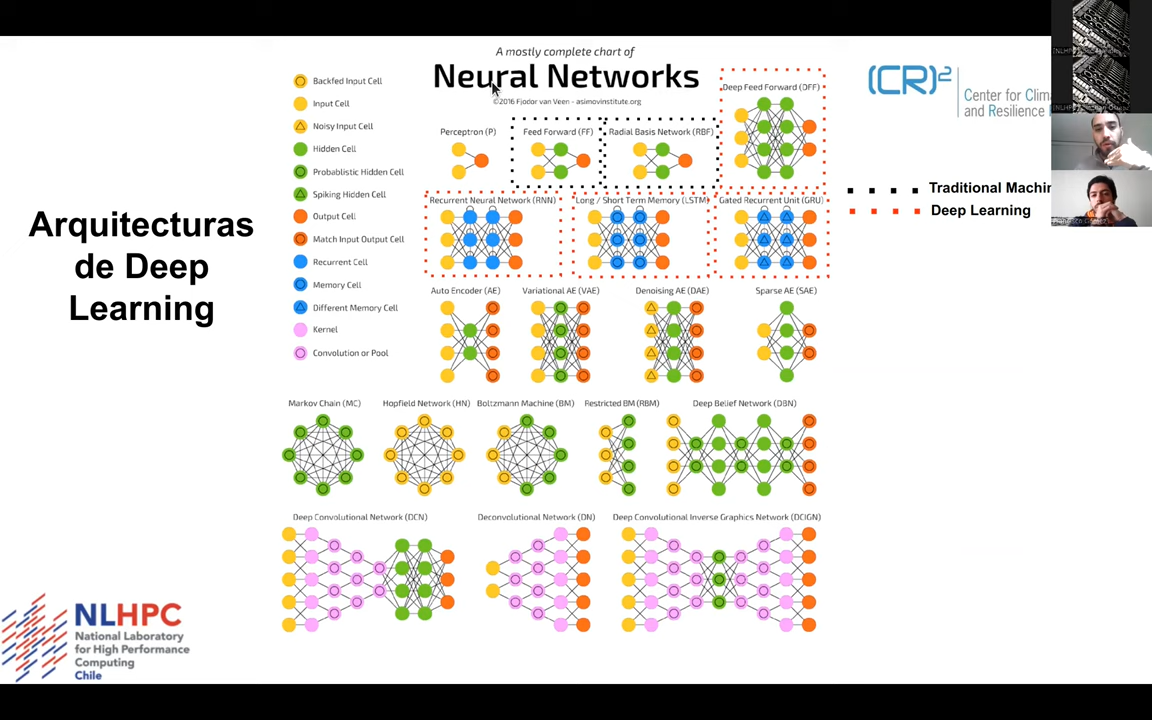 A mostly complete chart of
Neural Networks
©2016 Fjodor van Veen - asimovinstitute.org
Backfed Input Cell
Input Cell
Noisy Input Cell
Hidden Cell
Probablistic Hidden Cell
Spiking Hidden Cell
Output Cell
Match Input Output Cell
Recurrent Cell
Memory Cell
Different Memory Cell
Kernel
Convolution or Pool
Arquitecturas
de Deep
Learning
Perceptron (P)
Feed Forward (FF)
Radial Basis Network (RBF)
Deep Feed Forward (DFF)
Recurrent Neural Network (RNN)
Long / Short Term Memory (LSTM)
Gated Recurrent Unit (GRU)
Auto Encoder (AE)
Variational AE (VAE)
Denoising AE (DAE)
Sparse AE (SAE)
Markov Chain (MC)
Hopfield Network (HN)
Boltzmann Machine (BM)
Restricted BM (RBM)
Deep Belief Network (DBN)
Deep Convolutional Network (DCN)
Deconvolutional Network (DN)
Deep Convolutional Inverse Graphics Network (DCIGN)
(CR)2
Center for Clim
and Resilience
Traditional Machin
Deep Learning
NLHPC
National Laboratory
for High Performance
Computing
Chile